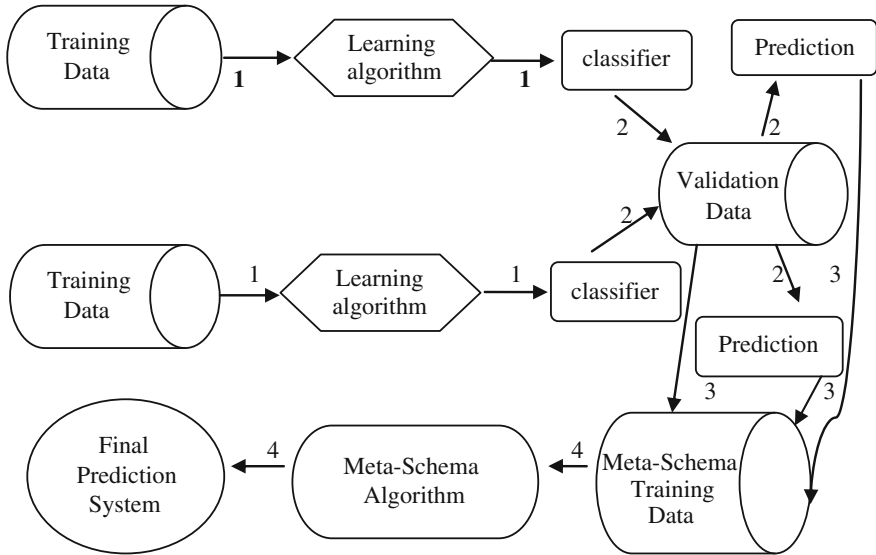 Training
Data
1
Learning
algorithm
1
classifier
Prediction
2
2
Validation
Data
2
Training
Data
1
Learning
algorithm
1
classifier
2
3
Prediction
3
3
Final
Prediction
System
4
Meta-Schema
Algorithm
4
Meta-Schema
Training
Data